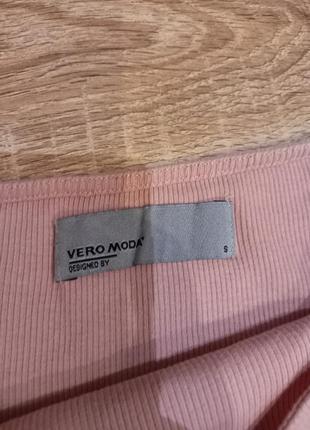 VERO MODA
DESIGNED BY
S